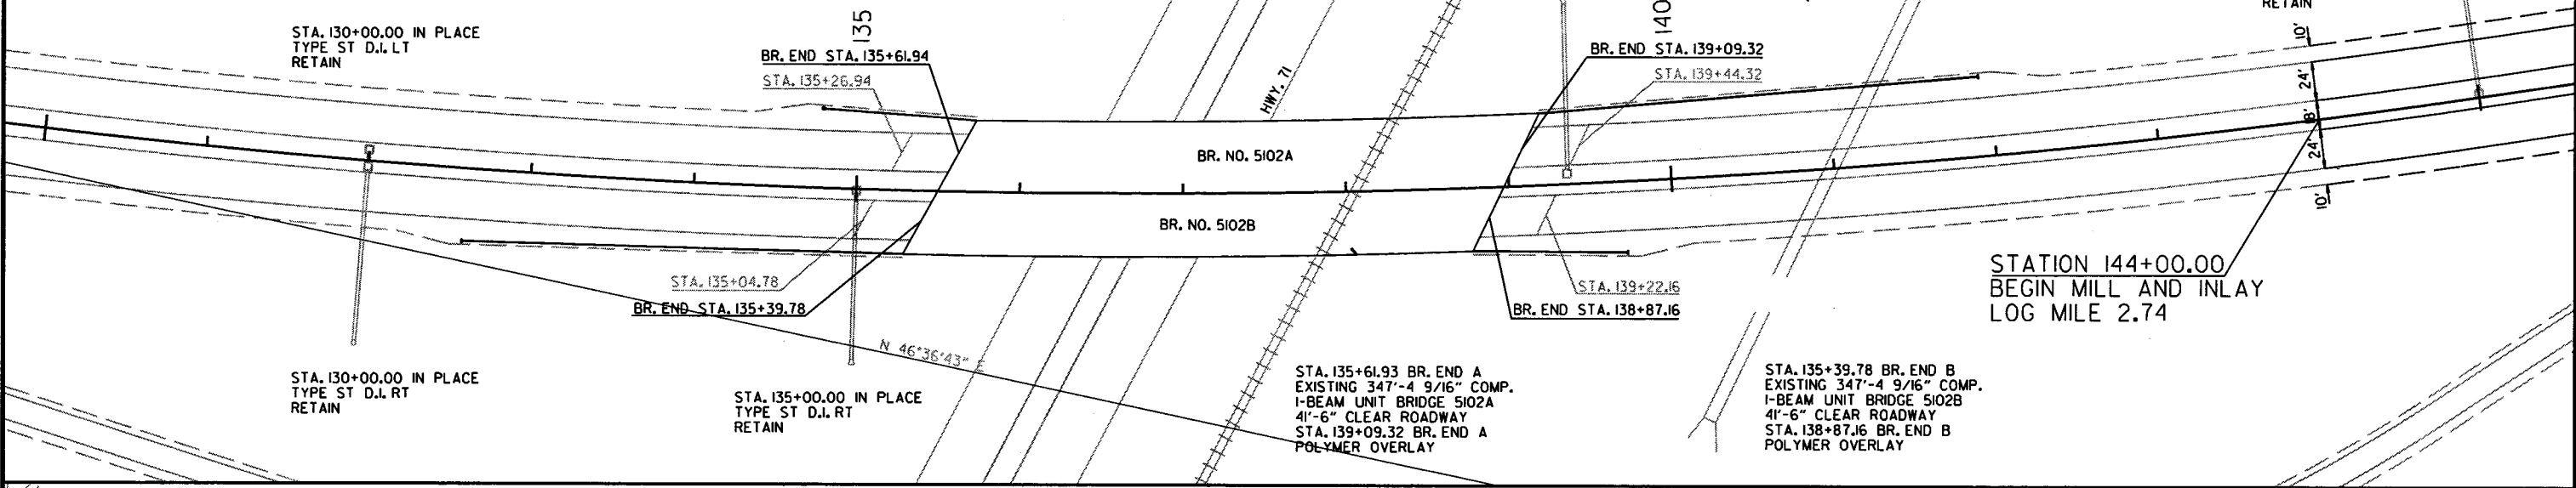 STA. 130+00.00 IN PLACE
TYPE ST D.I. LT
RETAIN
135
BR. END STA. 135+61.94
STA. 135+26.94
HWY. 71
BR. END STA. 139+09.32
140
STA. 139+44.32
RETAIN
10'
24'
8'
24'
10'
BR. NO. 5102A
BR. NO. 5102B
STA. 135+04.78
BR. END STA. 135+39.78
STA. 139+22.16
BR. END STA. 138+87.16
STATION 144+00.00
BEGIN MILL AND INLAY
LOG MILE 2.74
N 46°36'43" E
STA. 130+00.00 IN PLACE
TYPE ST D.I. RT
RETAIN
STA. 135+00.00 IN PLACE
TYPE ST D.I. RT
RETAIN
STA. 135+61.93 BR. END A
EXISTING 347'-4 9/16" COMP.
I-BEAM UNIT BRIDGE 5102A
41'-6" CLEAR ROADWAY
STA. 139+09.32 BR. END A
POLYMER OVERLAY
STA. 135+39.78 BR. END B
EXISTING 347'-4 9/16" COMP.
I-BEAM UNIT BRIDGE 5102B
41'-6" CLEAR ROADWAY
STA. 138+87.16 BR. END B
POLYMER OVERLAY